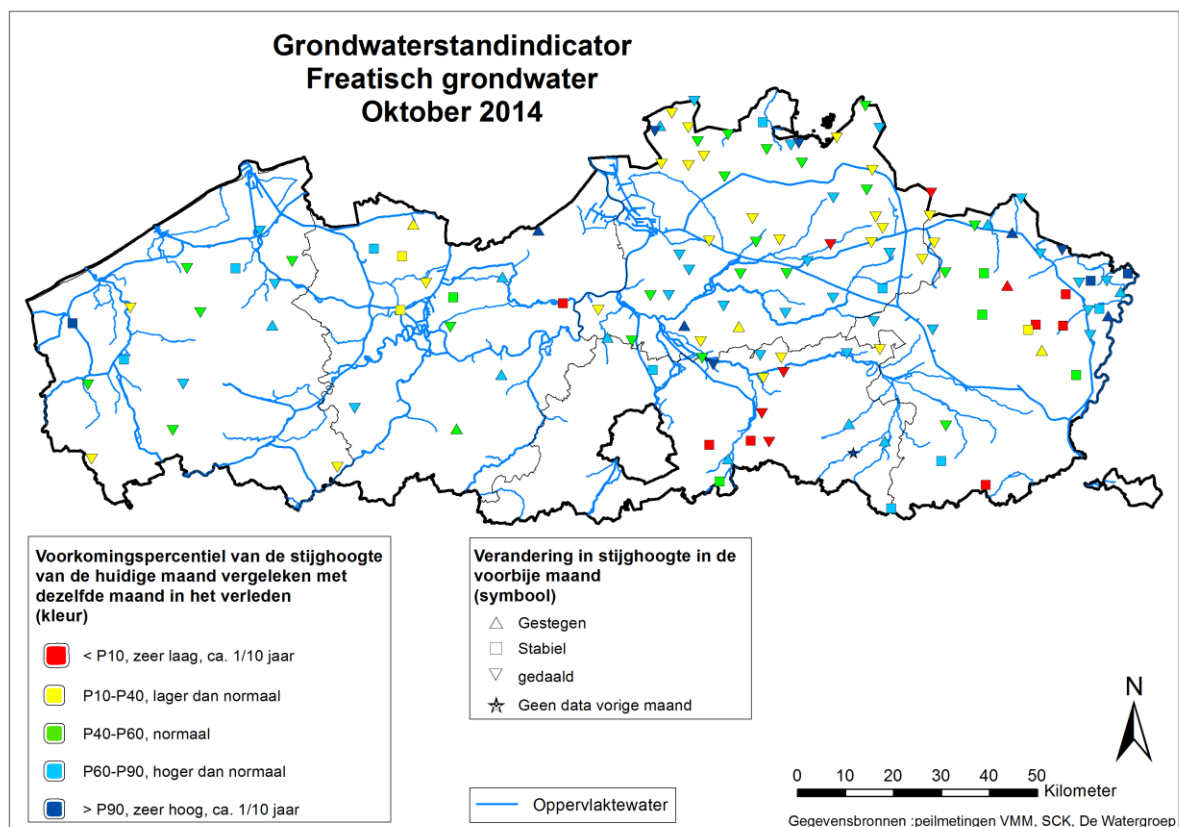 Grondwaterstandindicator
Freatisch grondwater
Oktober 2014
Voorkomingspercentiel van de stijghoogte
van de huidige maand vergeleken met
dezelfde maand in het verleden
(kleur)
< P10, zeer laag, ca. 1/10 jaar
P10-P40, lager dan normaal
P40-P60, normaal
P60-P90, hoger dan normaal
> P90, zeer hoog, ca. 1/10 jaar
Verandering in stijghoogte in de
voorbije maand
(symbool)
Gestegen
Stabiel
gedaald
Geen data vorige maand
Oppervlaktewater
N
0 10 20 30 40 50
Kilometer
Gegevensbronnen :peilmetingen VMM, SCK, De Watergroep